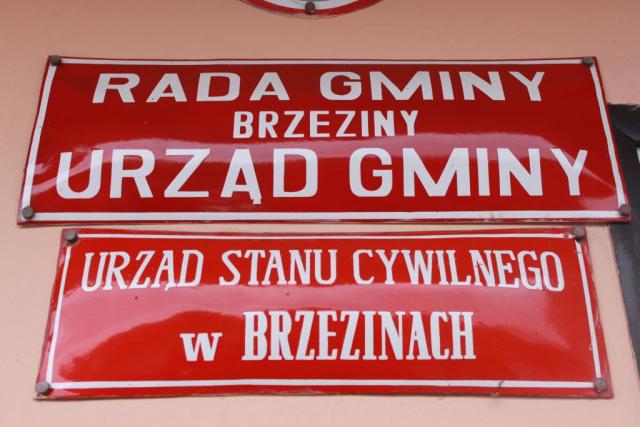 RADA GMINY
BRZEZINY
URZĄD GMINY
URZĄD STANU CYWILNEGO
w BRZEZINACH